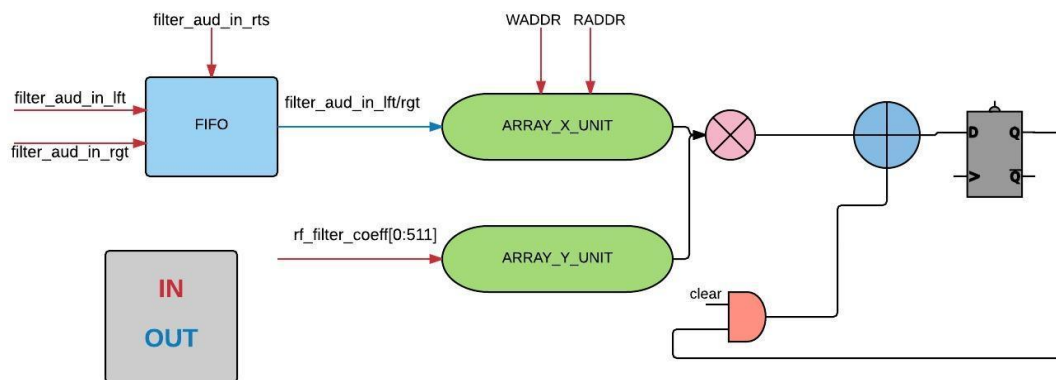 filter_aud_in_rts
WADDR RADDR
filter_aud_in_lft
filter_aud_in_lft/rgt
FIFO
ARRAY_X_UNIT
filter_aud_in_rgt
D Q
> Q
rf_filter_coeff[0:511]
ARRAY_Y_UNIT
IN
OUT
clear